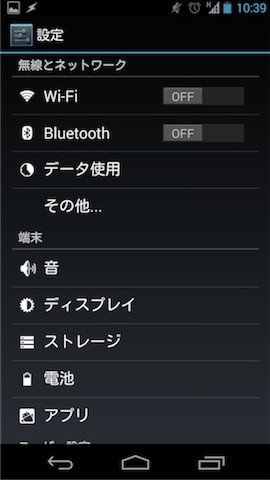 10:39
設定
無線とネットワーク
Wi-Fi OFF
Bluetooth OFF
データ使用
その他...
端末
音
ディスプレイ
ストレージ
電池
アプリ